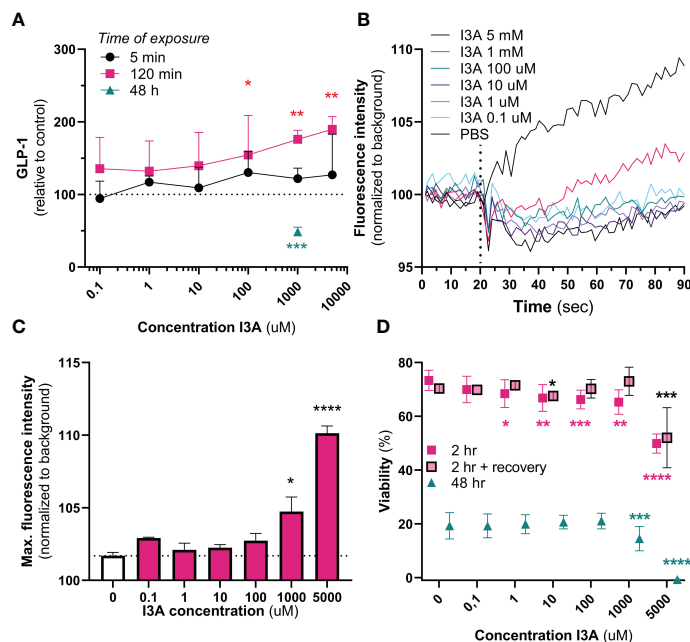 A
Time of exposure
5 min
120 min
48 h
300
250
200
150
100
50
0
GLP-1
(relative to control)
*
**
**
***
0.1
1
10
100
1000
10000
Concentration I3A (uM)
B
I3A 5 mM
I3A 1 mM
I3A 100 uM
I3A 10 uM
I3A 1 uM
I3A 0.1 uM
PBS
110
105
100
95
Fluorescence intensity
(normalized to background)
0 10 20 30 40 50 60 70 80 90
Time (sec)
C
115
110
105
100
Max. fluorescence intensity
(normalized to background)
*
****
0
0.1
1
10
100
1000
5000
I3A concentration (uM)
D
80
60
40
20
0
Viability (%)
*
***
*
**
***
**
****
2 hr
2 hr + recovery
48 hr
***
****
0
0,1
1
10
100
1000
5000
Concentration I3A (uM)